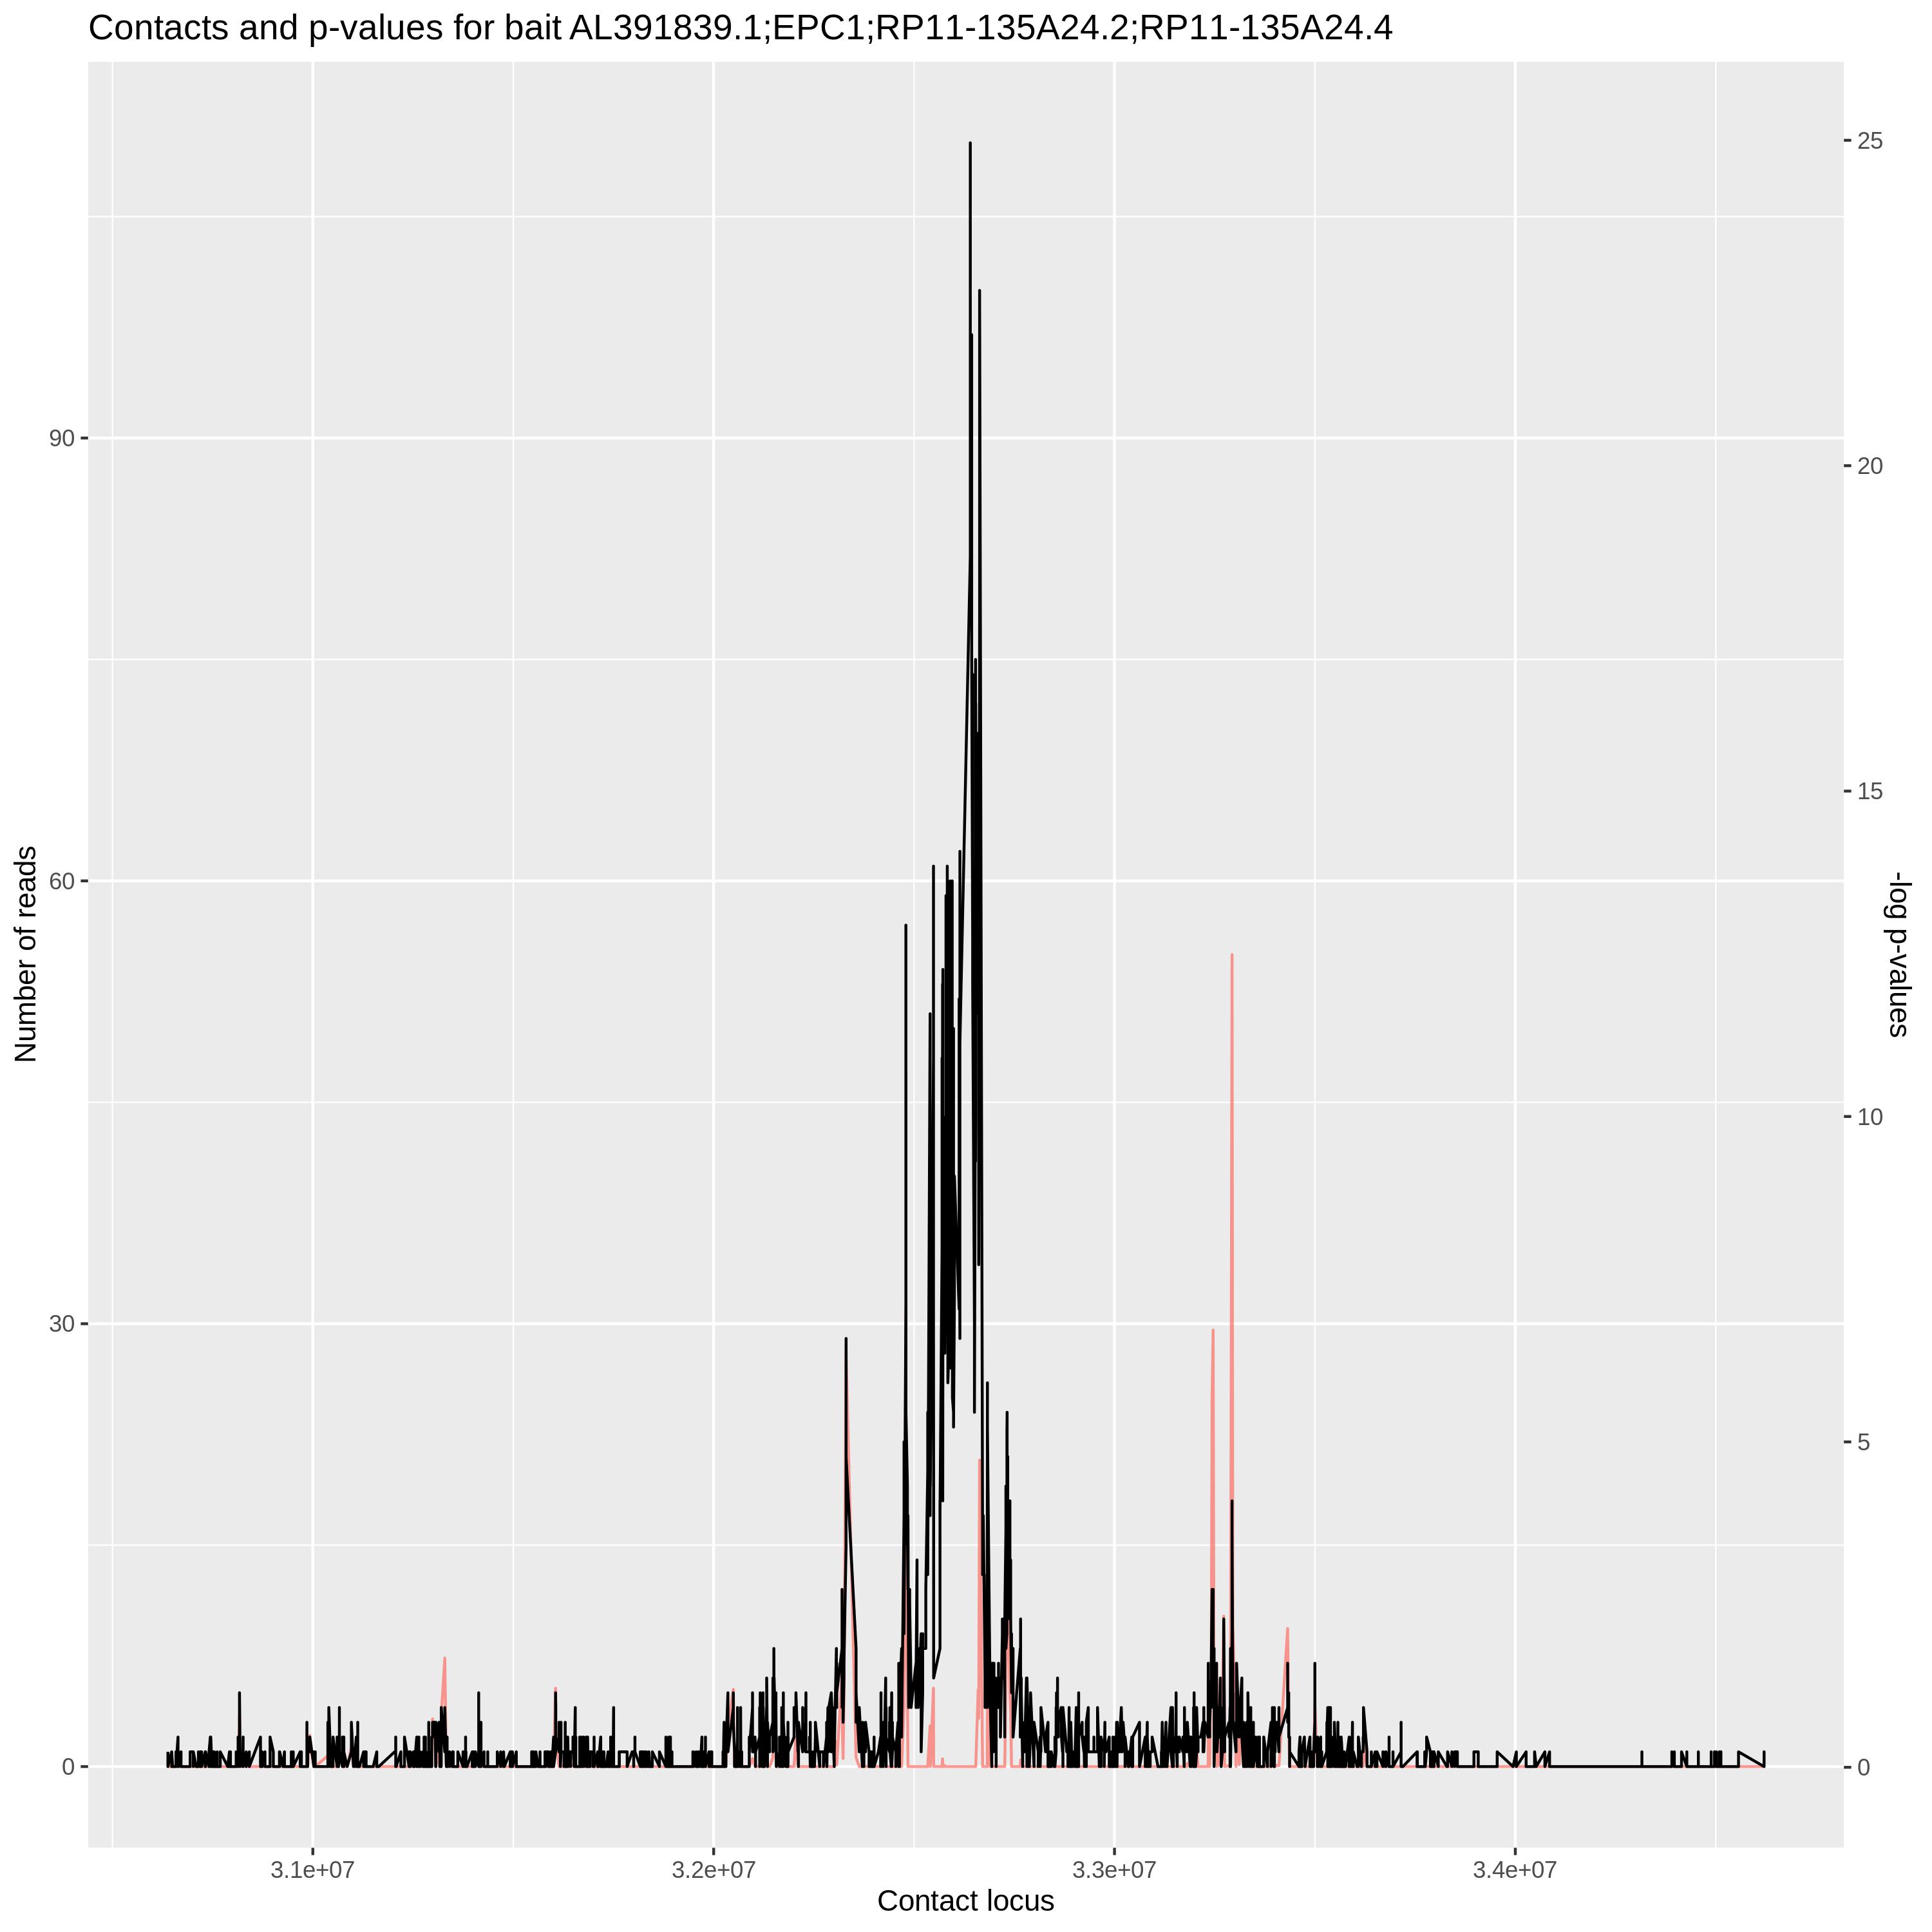 Contacts and p-values for bait AL391839.1;EPC1;RP11-135A24.2;RP11-135A24.4
25
90
20
15
Number of reads
60
-log p-values
10
30
5
0
0
3.1e+07
3.2e+07
3.3e+07
3.4e+07
Contact locus